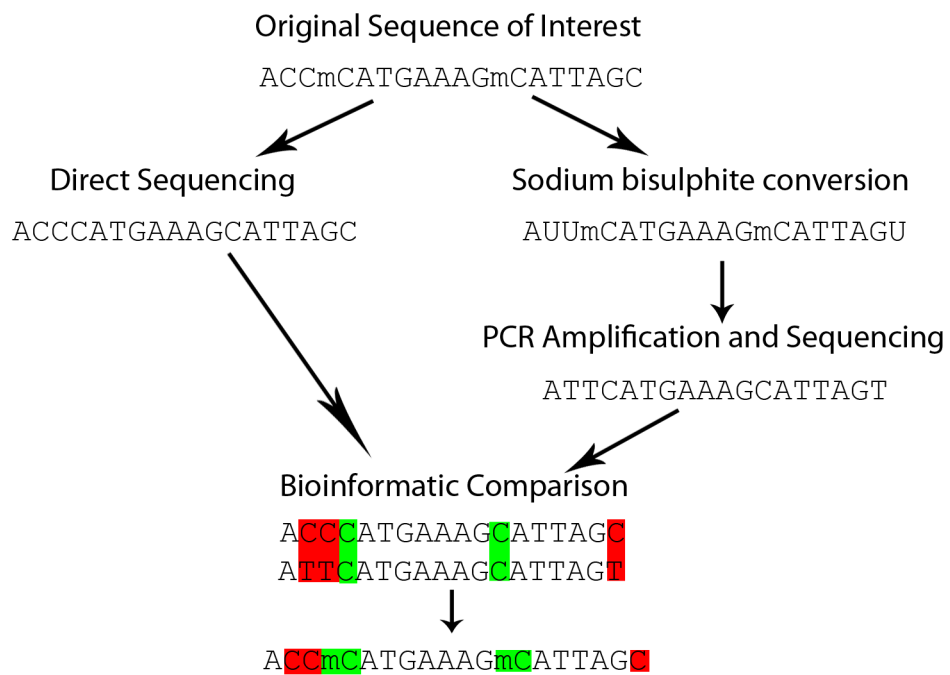 Original Sequence of Interest
ACCmCATGAAAGmCATTAGC
Direct Sequencing
ACCCATGAAAGCATTAGC
Sodium bisulphite conversion
AUUmCATGAAAGmCATTAGU
PCR Amplification and Sequencing
ATTCATGAAAGCATTAGT
Bioinformatic Comparison
ACCCATGAAAGCATTAGC
ATTCATGAAAGCATTAGT
ACCmCATGAAAGmCATTAGC